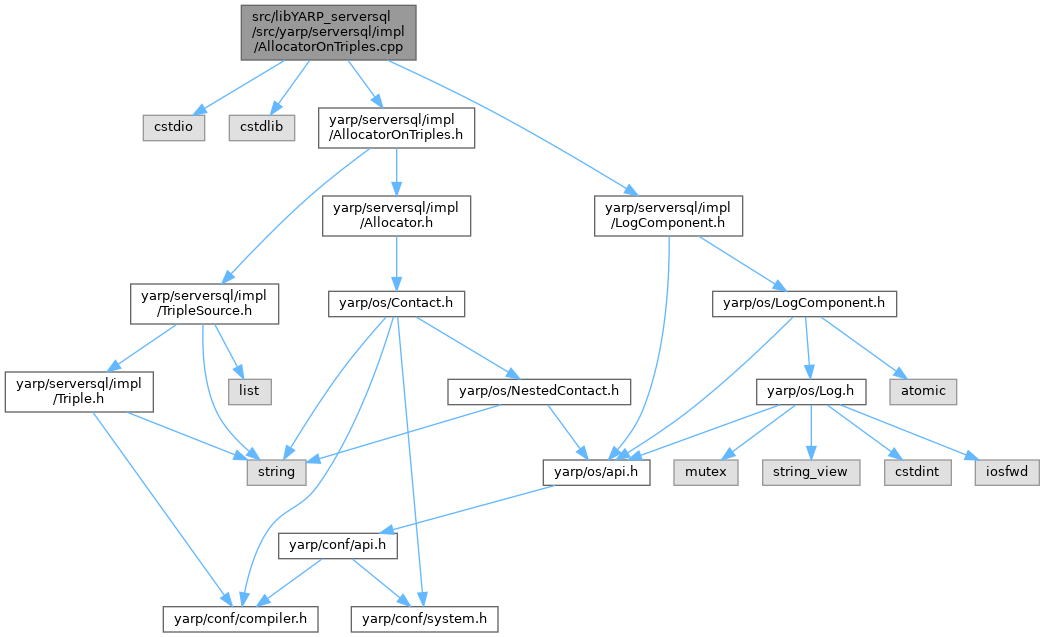 src/libYARP_serversql
/src/yarp/serversql/impl
/AllocatorOnTriples.cpp
cstdio
cstdlib
yarp/serversql/impl
/AllocatorOnTriples.h
yarp/serversql/impl
/Allocator.h
yarp/serversql/impl
/LogComponent.h
yarp/serversql/impl
/TripleSource.h
yarp/os/Contact.h
yarp/os/LogComponent.h
yarp/serversql/impl
/Triple.h
list
yarp/os/NestedContact.h
yarp/os/Log.h
atomic
string
yarp/os/api.h
mutex
string_view
cstdint
iosfwd
yarp/conf/api.h
yarp/conf/compiler.h
yarp/conf/system.h